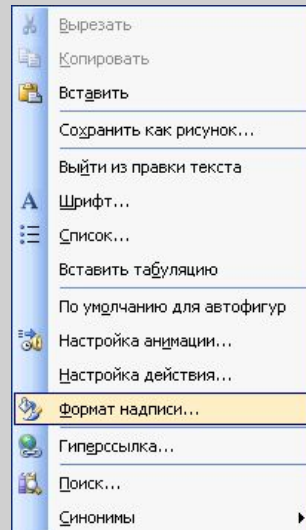 Вырезать
Копировать
Вставить
Сохранить как рисунок...
Выйти из правки текста
Шрифт...
Список...
Вставить табуляцию
По умолчанию для автофигур
Настройка анимации...
Настройка действия...
Формат надписи...
Гиперссылка...
Поиск...
Синонимы